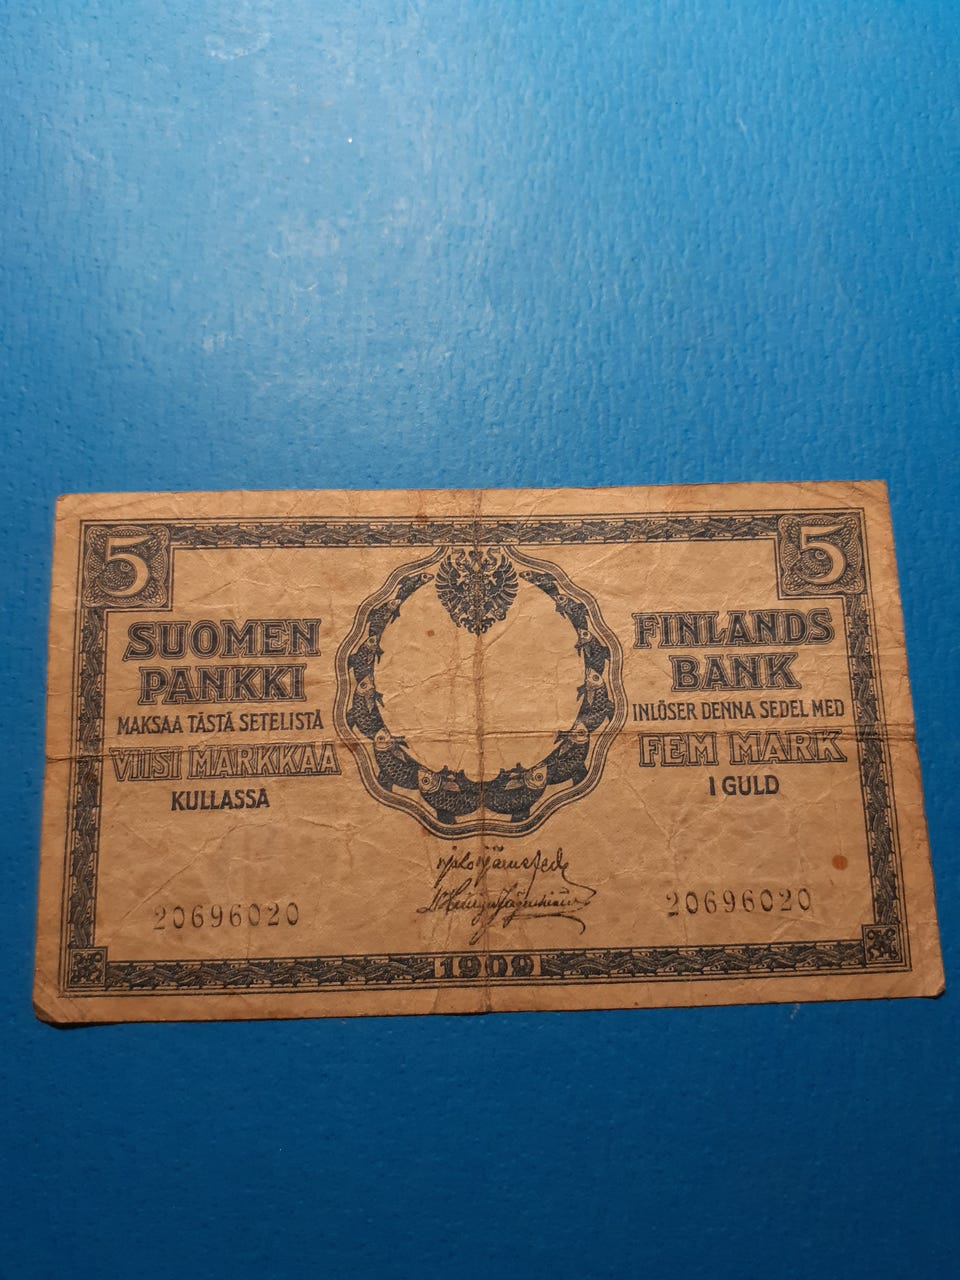 5
5
SUOMEN
PANKKI
MAKSAA TÄSTÄ SETELISTÄ
VIISI MARKKAA
KULLASSA
FINLANDS
BANK
INLÖSER DENNA SEDEL MED
FEM MARK
I GULD
20696020
20696020
1909